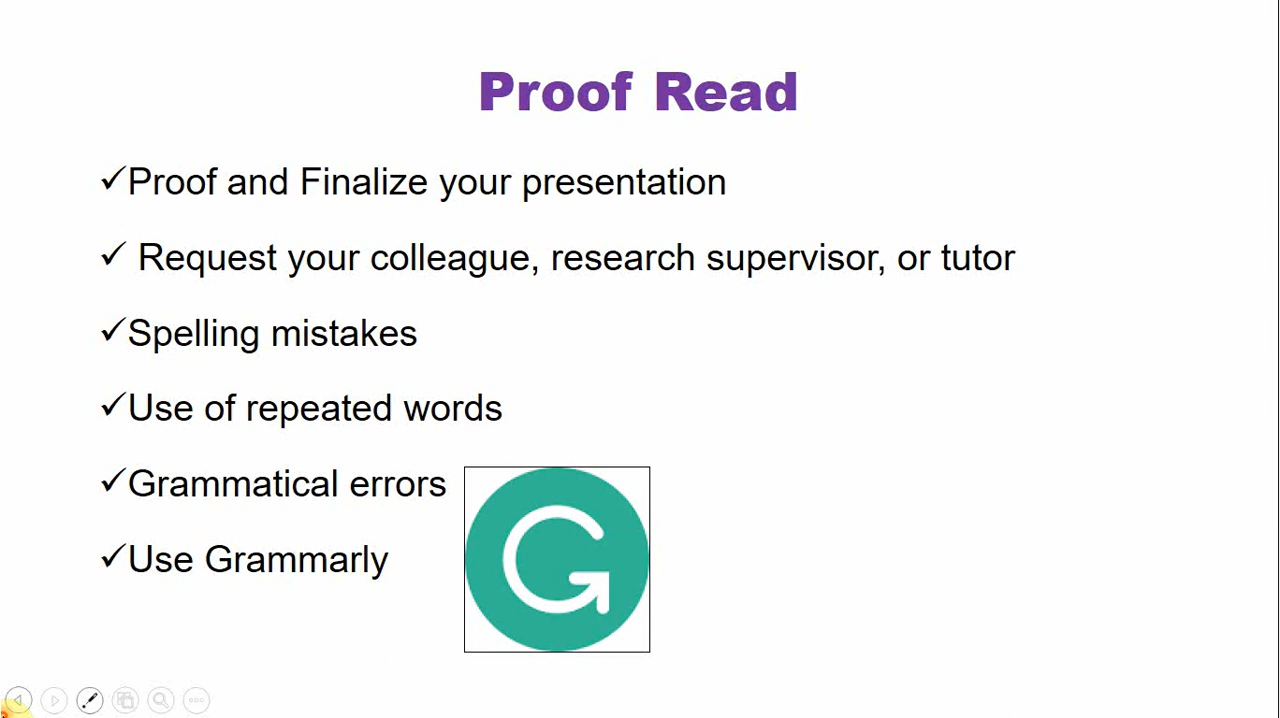 Proof Read
✓Proof and Finalize your presentation
✓ Request your colleague, research supervisor, or tutor
✓Spelling mistakes
✓Use of repeated words
✓Grammatical errors
✓Use Grammarly
G